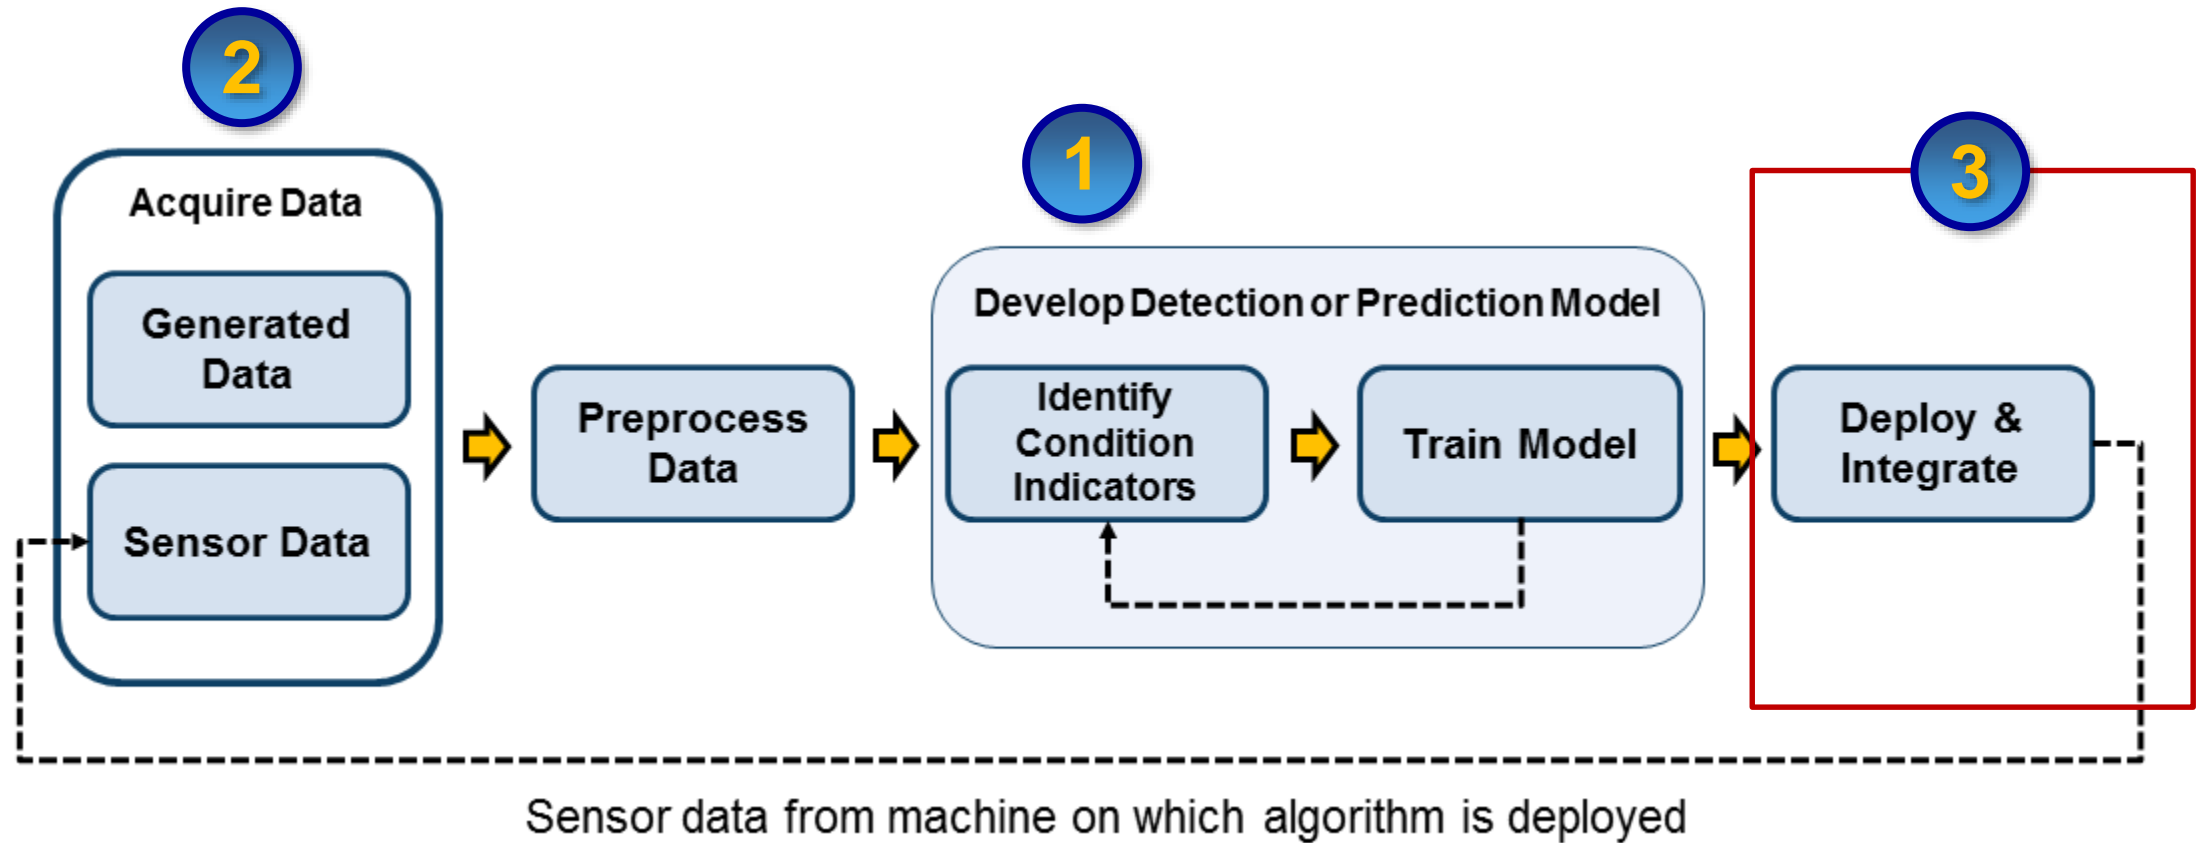 2
Acquire Data
Generated
Data
Sensor Data
Preprocess
Data
1
Develop Detection or Prediction Model
Identify
Condition
Indicators
Train Model
3
Deploy &
Integrate
Sensor data from machine on which algorithm is deployed